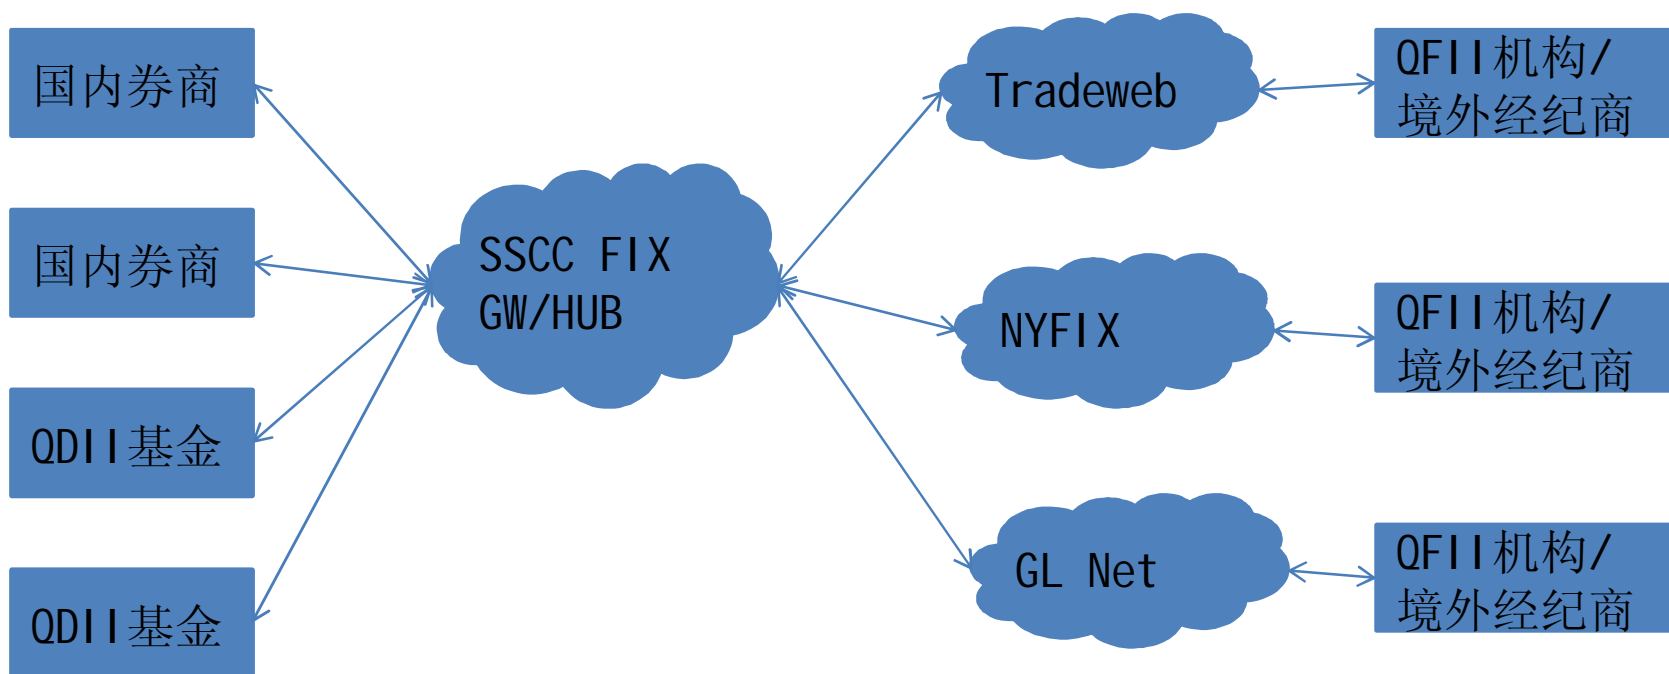 国内券商
国内券商
QDII基金
QDII基金
SSCC FIX
GW/HUB
Tradeweb
NYFIX
GL Net
QFII机构/
境外经纪商
QFII机构/
境外经纪商
QFII机构/
境外经纪商